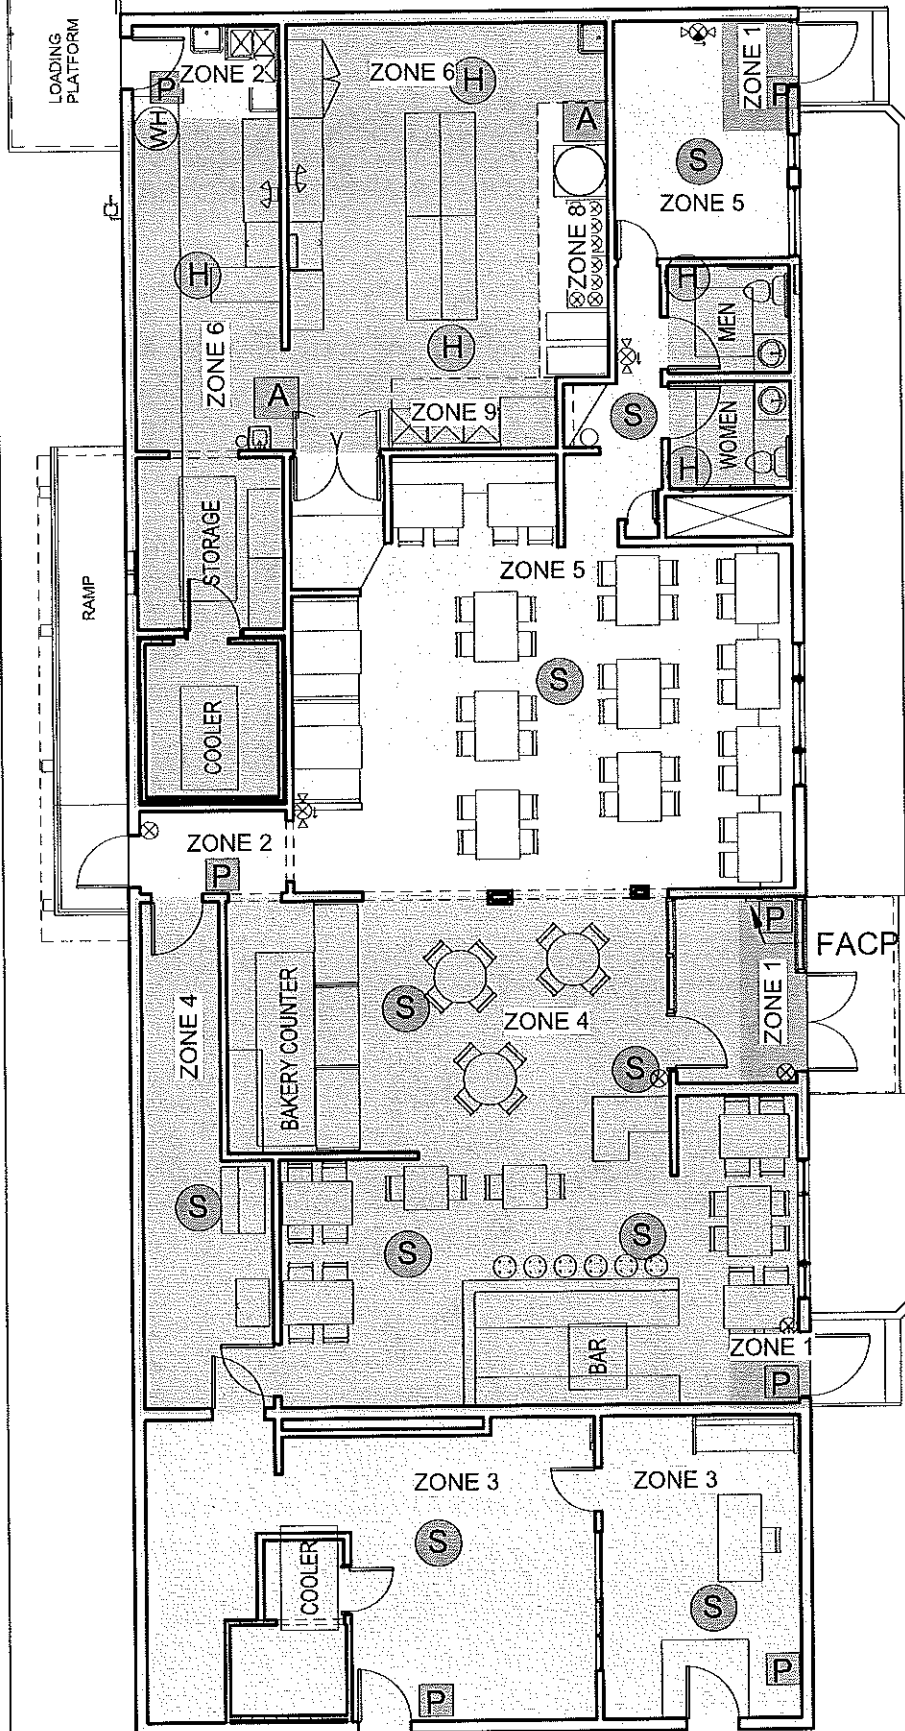 LOADING
PLATFORM
ZONE 2
P
WH
ZONE 6
H
A
ZONE 1
P
S
ZONE 5
ZONE 8
H
H
MEN
ZONE 6
H
A
ZONE 9
S
WOMEN
H
STORAGE
RAMP
ZONE 5
S
COOLER
ZONE 2
P
P
FACP
ZONE 1
ZONE 4
BAKERY COUNTER
S
ZONE 4
S
S
S
S
BAR
ZONE 1
P
ZONE 3
ZONE 3
S
COOLER
S
P
P